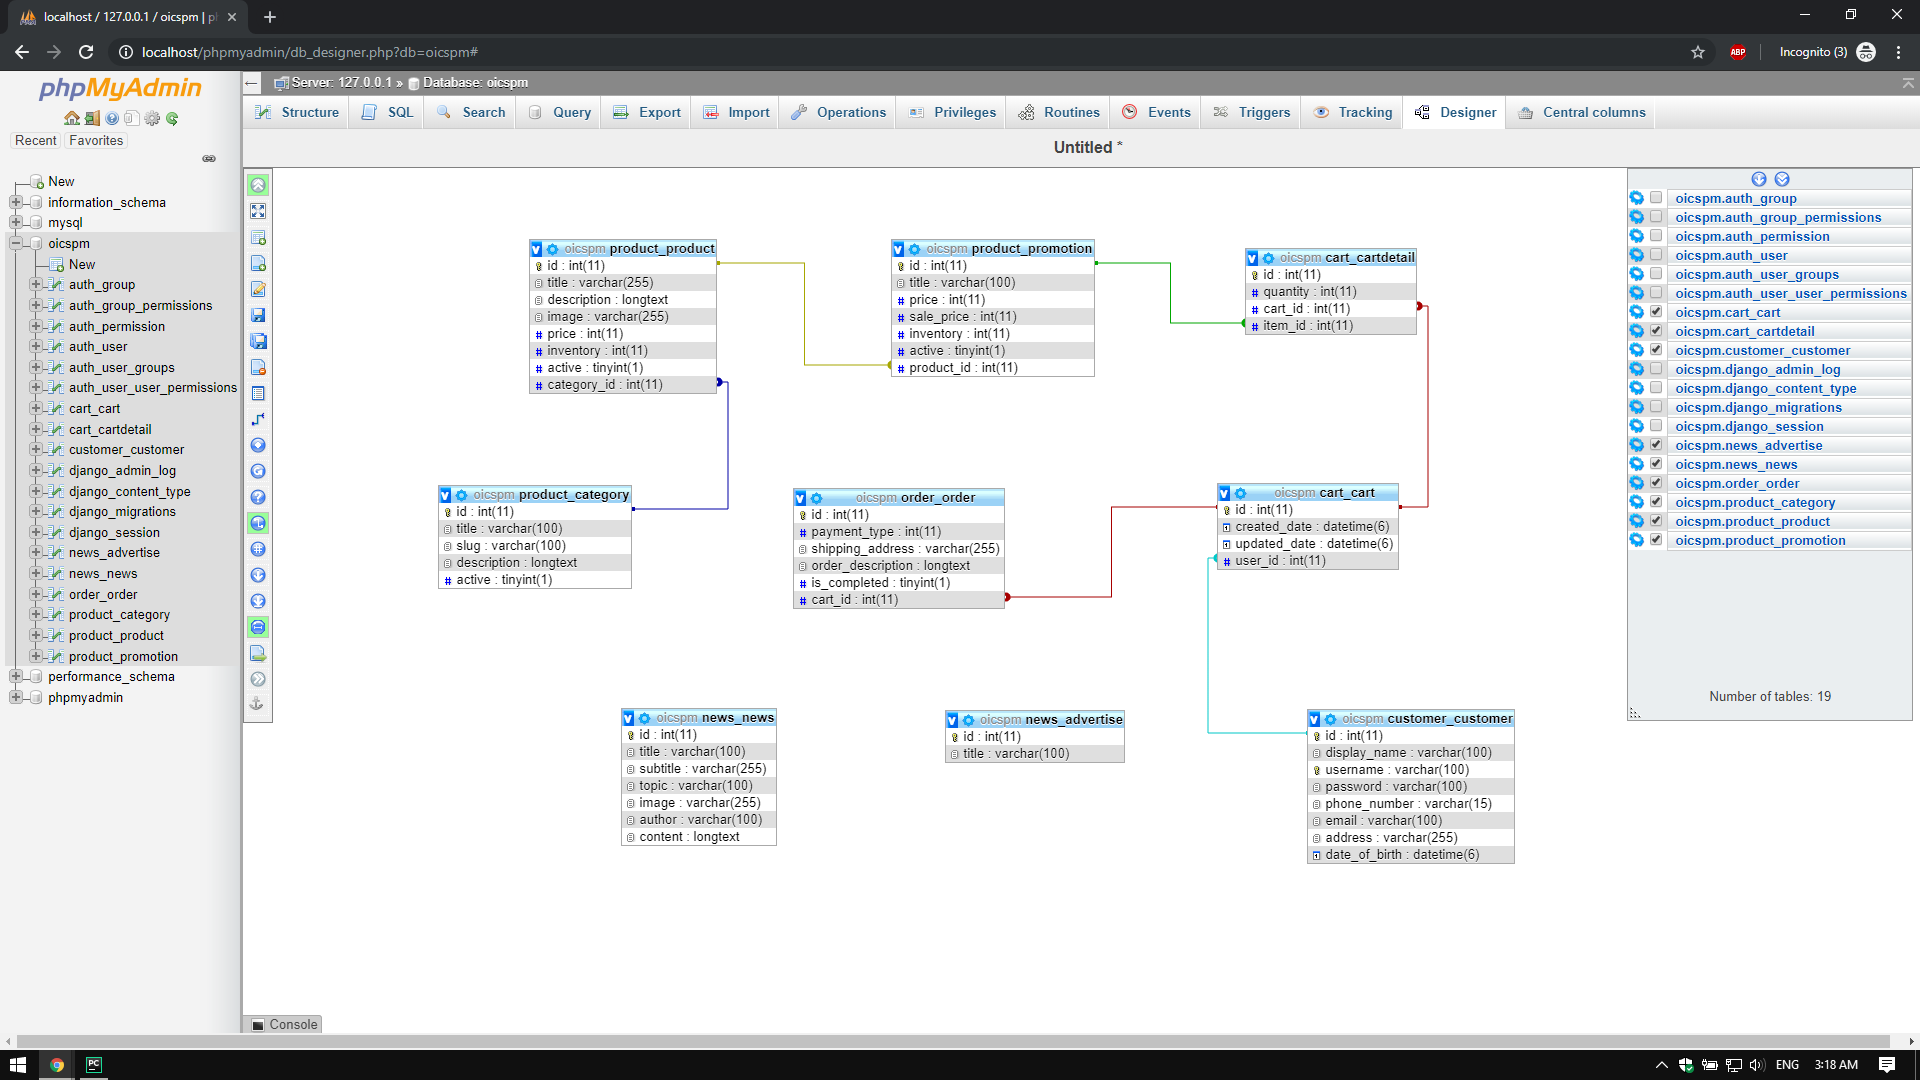 localhost / 127.0.0.1 / oicspm | ph
localhost/phpmyadmin/db_designer.php?db=oicspm#
ABP
Incognito (3)
phpMyAdmin
Recent
Favorites
New
information_schema
mysql
oicspm
New
auth_group
auth_group_permissions
auth_permission
auth_user
auth_user_groups
auth_user_user_permissions
cart_cart
cart_cartdetail
customer_customer
django_admin_log
django_content_type
django_migrations
django_session
news_advertise
news_news
order_order
product_category
product_product
product_promotion
performance_schema
phpmyadmin
Server: 127.0.0.1 » Database: oicspm
Structure
SQL
Search
Query
Export
Import
Operations
Privileges
Routines
Events
Triggers
Tracking
Designer
Central columns
Untitled *
oicspm product_product
id : int(11)
title : varchar(255)
description : longtext
image : varchar(255)
price : int(11)
inventory : int(11)
active : tinyint(1)
category_id : int(11)
oicspm product_promotion
id : int(11)
title : varchar(100)
price : int(11)
sale_price : int(11)
inventory : int(11)
active : tinyint(1)
product_id : int(11)
oicspm cart_cartdetail
id : int(11)
quantity : int(11)
cart_id : int(11)
item_id : int(11)
oicspm product_category
id : int(11)
title : varchar(100)
slug : varchar(100)
description : longtext
active : tinyint(1)
oicspm order_order
id : int(11)
payment_type : int(11)
shipping_address : varchar(255)
order_description : longtext
is_completed : tinyint(1)
cart_id : int(11)
oicspm cart_cart
id : int(11)
created_date : datetime(6)
updated_date : datetime(6)
user_id : int(11)
oicspm news_news
id : int(11)
title : varchar(100)
subtitle : varchar(255)
topic : varchar(100)
image : varchar(255)
author : varchar(100)
content : longtext
oicspm news_advertise
id : int(11)
title : varchar(100)
oicspm customer_customer
id : int(11)
display_name : varchar(100)
username : varchar(100)
password : varchar(100)
phone_number : varchar(15)
email : varchar(100)
address : varchar(255)
date_of_birth : datetime(6)
oicspm.auth_group
oicspm.auth_group_permissions
oicspm.auth_permission
oicspm.auth_user
oicspm.auth_user_groups
oicspm.auth_user_user_permissions
oicspm.cart_cart
oicspm.cart_cartdetail
oicspm.customer_customer
oicspm.django_admin_log
oicspm.django_content_type
oicspm.django_migrations
oicspm.django_session
oicspm.news_advertise
oicspm.news_news
oicspm.order_order
oicspm.product_category
oicspm.product_product
oicspm.product_promotion
Number of tables: 19
Console
PC
ENG
3:18 AM